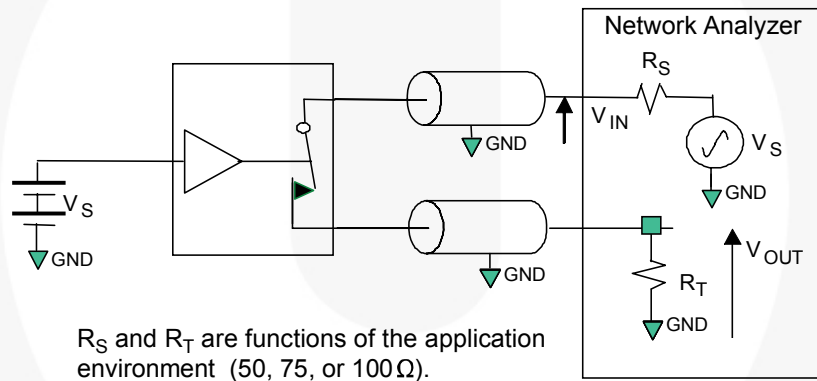 Network Analyzer
R_S
V_IN
GND
V_S
GND
V_S
GND
GND
V_OUT
R_T
GND
R_S and R_T are functions of the application
environment (50, 75, or 100Ω).